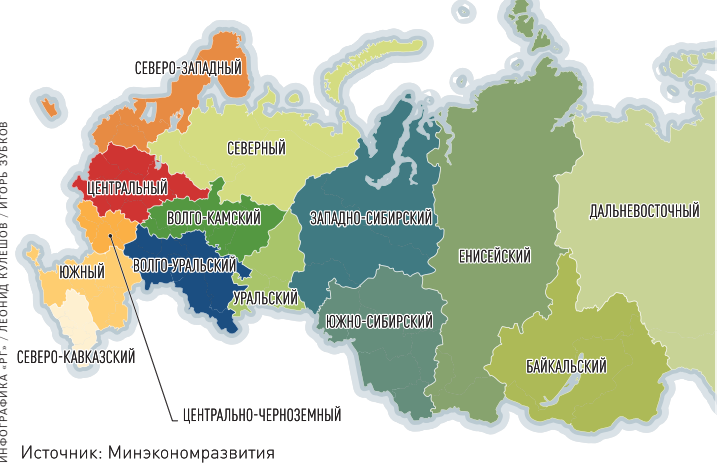 СЕВЕРО-ЗАПАДНЫЙ
СЕВЕРНЫЙ
ЦЕНТРАЛЬНЫЙ
ВОЛГО-КАМСКИЙ
ЗАПАДНО-СИБИРСКИЙ
ДАЛЬНЕВОСТОЧНЫЙ
ЕНИСЕЙСКИЙ
ЮЖНЫЙ
ВОЛГО-УРАЛЬСКИЙ
УРАЛЬСКИЙ
ЮЖНО-СИБИРСКИЙ
СЕВЕРО-КАВКАЗСКИЙ
БАЙКАЛЬСКИЙ
ЦЕНТРАЛЬНО-ЧЕРНОЗЕМНЫЙ
Источник: Минэкономразвития
ИНФОГРАФИКА «РГ» / ЛЕОНИД КУЛЕШОВ / ИГОРЬ ЗУБКОВ